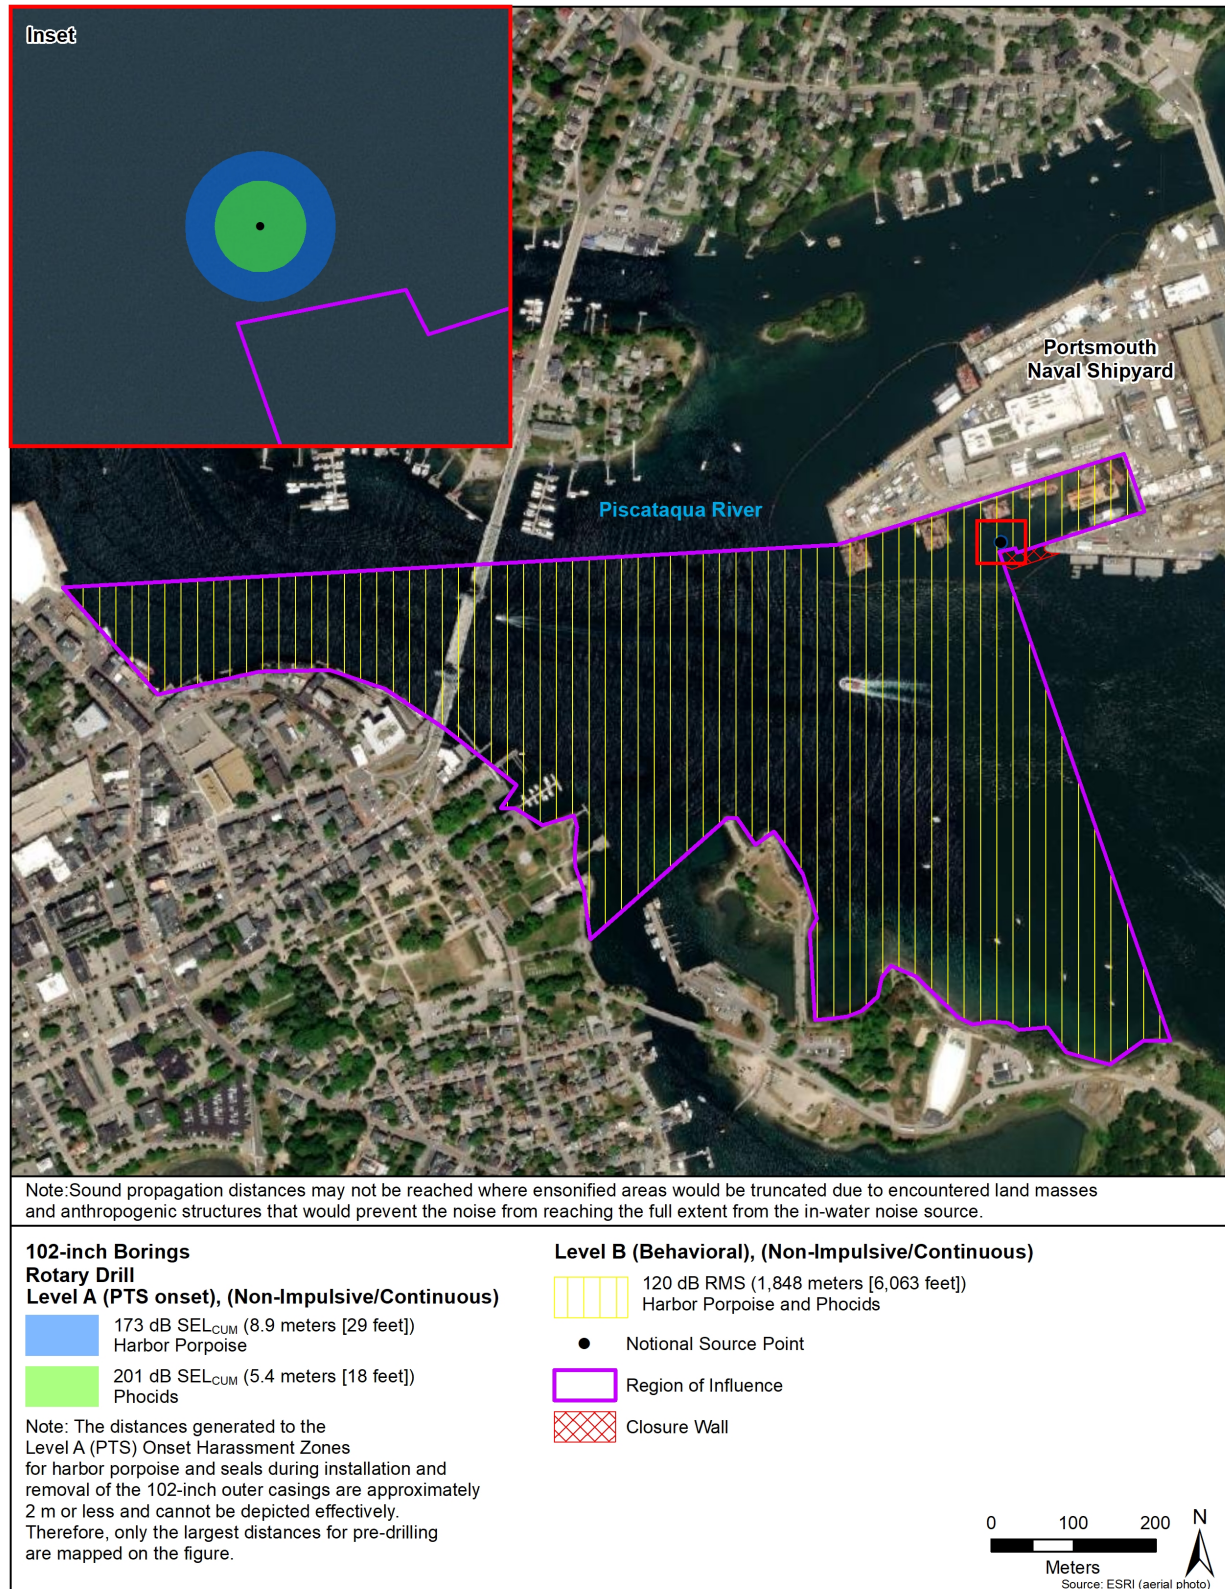 Inset
Portsmouth
Naval Shipyard
Piscataqua River
Note:Sound propagation distances may not be reached where ensonified areas would be truncated due to encountered land masses
and anthropogenic structures that would prevent the noise from reaching the full extent from the in-water noise source.
102-inch Borings
Rotary Drill
Level A (PTS onset), (Non-Impulsive/Continuous)
173 dB SELCUM (8.9 meters [29 feet])
Harbor Porpoise
201 dB SELCUM (5.4 meters [18 feet])
Phocids
Note: The distances generated to the
Level A (PTS) Onset Harassment Zones
for harbor porpoise and seals during installation and
removal of the 102-inch outer casings are approximately
2 m or less and cannot be depicted effectively.
Therefore, only the largest distances for pre-drilling
are mapped on the figure.
Level B (Behavioral), (Non-Impulsive/Continuous)
120 dB RMS (1,848 meters [6,063 feet])
Harbor Porpoise and Phocids
Notional Source Point
Region of Influence
Closure Wall
0 100 200
Meters
N
Source: ESRI (aerial photo)